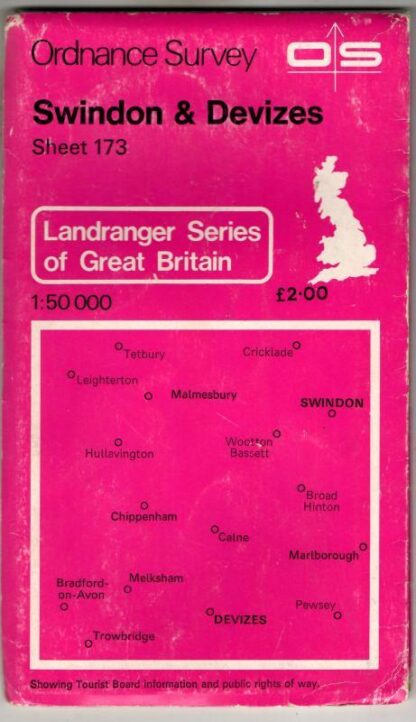 Ordnance Survey
OS
Swindon & Devizes
Sheet 173
Landranger Series
of Great Britain
1:50 000
£2·00
Tetbury
Cricklade
Leighterton
Malmesbury
SWINDON
Hullavington
Wootton
Bassett
Broad
Hinton
Chippenham
Calne
Marlborough
Bradford-
on-Avon
Melksham
Pewsey
DEVIZES
Trowbridge
Showing Tourist Board information and public rights of way.